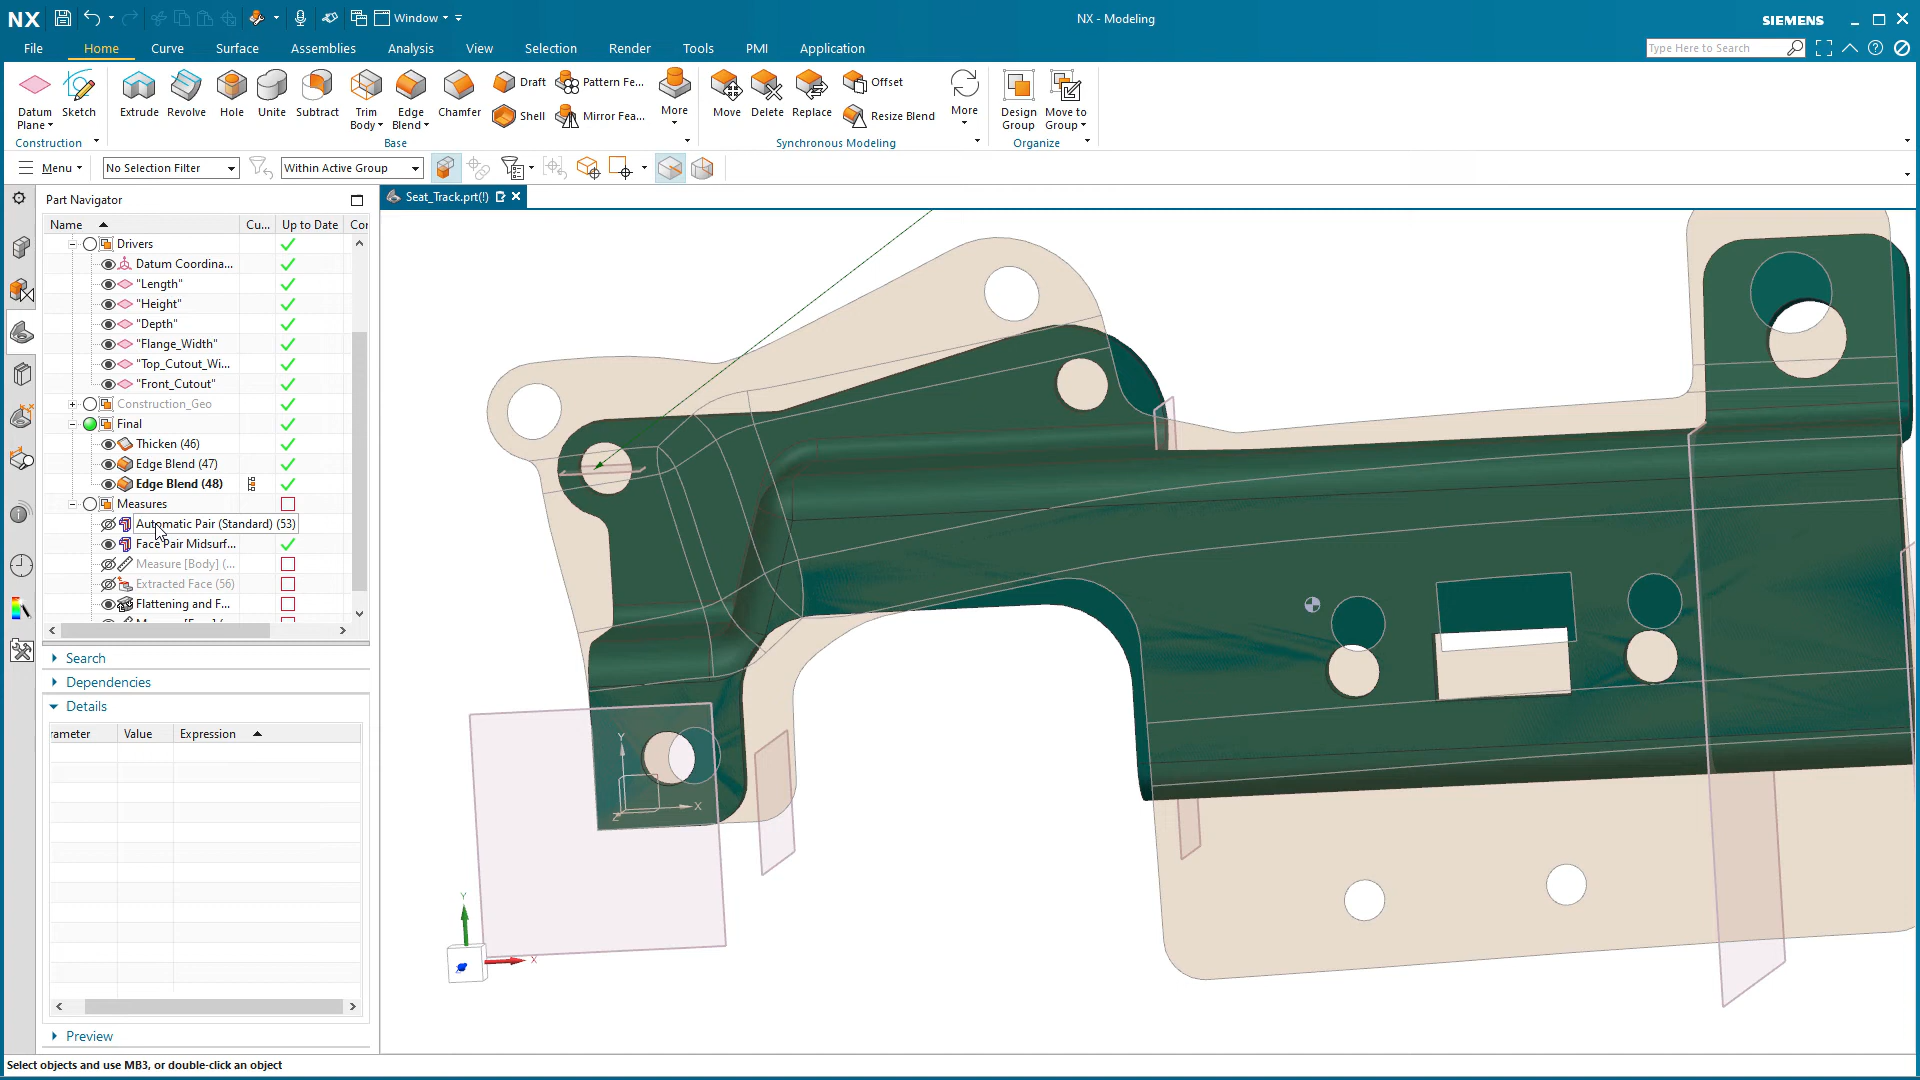 NX
Window
NX - Modeling
SIEMENS
File
Home
Curve
Surface
Assemblies
Analysis
View
Selection
Render
Tools
PMI
Application
Type Here to Search
Datum Plane
Sketch
Extrude
Revolve
Hole
Unite
Subtract
Trim Body
Edge Blend
Chamfer
Draft
Shell
Pattern Fe...
Mirror Fea...
More
Move
Delete
Replace
Offset
Resize Blend
More
Design Group
Move to Group
Construction
Base
Synchronous Modeling
Organize
Menu
No Selection Filter
Within Active Group
Part Navigator
Seat_Track.prt(!)
Name
Cu...
Up to Date
Cor
Drivers
Datum Coordina...
"Length"
"Height"
"Depth"
"Flange_Width"
"Top_Cutout_Wi...
"Front_Cutout"
Construction_Geo
Final
Thicken (46)
Edge Blend (47)
Edge Blend (48)
Measures
Automatic Pair (Standard) (53)
Face Pair Midsurf...
Measure [Body] (...
Extracted Face (56)
Flattening and F...
Search
Dependencies
Details
rameter
Value
Expression
Preview
Y
X
Z
Y
X
Select objects and use MB3, or double-click an object